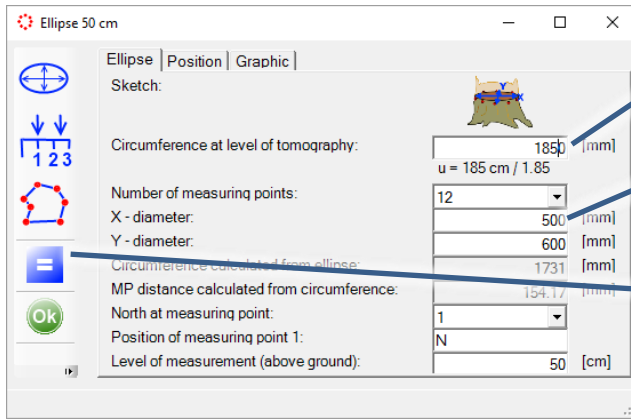 Ellipse 50 cm
Ellipse Position Graphic
Sketch:
Y
X
Circumference at level of tomography: 1850 [mm]
u = 185 cm / 1.85
Number of measuring points: 12
X - diameter: 500 [mm]
Y - diameter: 600 [mm]
Circumference calculated from ellipse: 1731 [mm]
MP distance calculated from circumference: 154.17 [mm]
North at measuring point: 1
Position of measuring point 1: N
Level of measurement (above ground): 50 [cm]
1 2 3
=
Ok